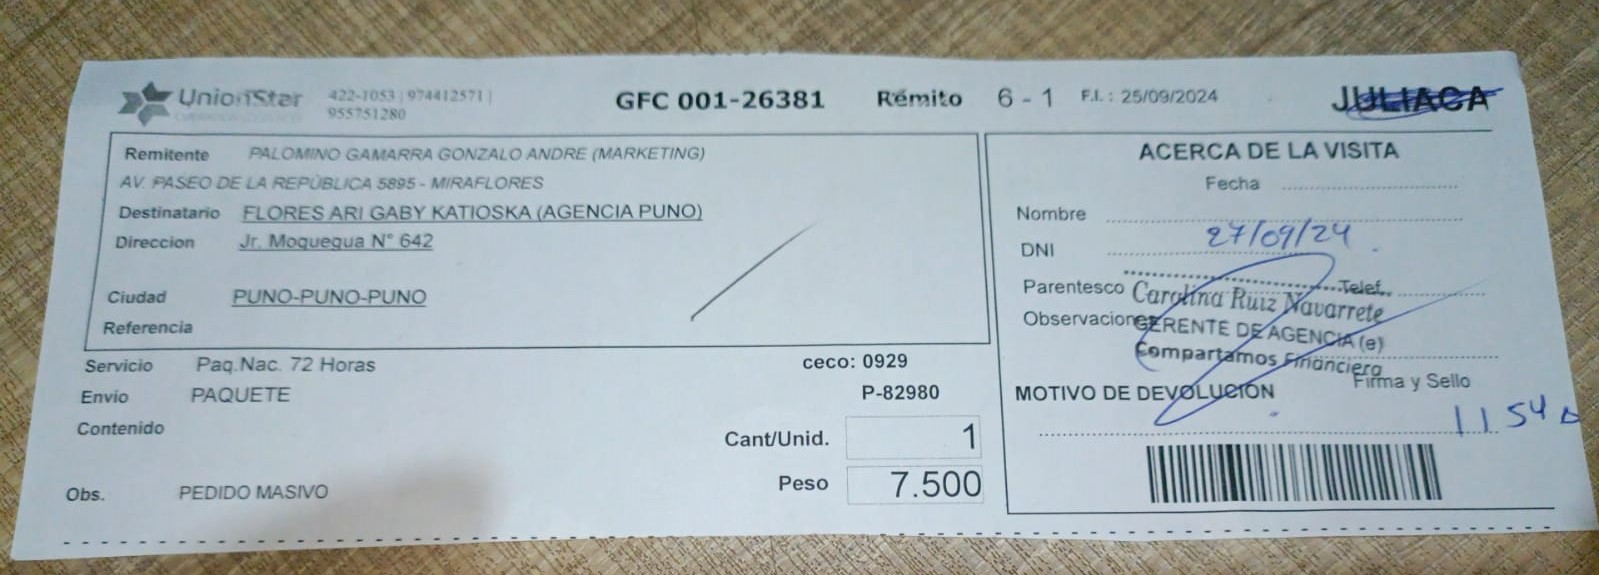 UnionStar
422-1053 | 974412571 |
955751280
GFC 001-26381
Rémito 6 - 1
F.I. : 25/09/2024
JULIACA
Remitente PALOMINO GAMARRA GONZALO ANDRE (MARKETING)
AV. PASEO DE LA REPÚBLICA 5895 - MIRAFLORES
Destinatario FLORES ARI GABY KATIOSKA (AGENCIA PUNO)
Direccion Jr. Moquegua N° 642
Ciudad PUNO-PUNO-PUNO
Referencia
Servicio Paq.Nac. 72 Horas
ceco: 0929
Envio PAQUETE
P-82980
Contenido
Cant/Unid. 1
Peso 7.500
Obs. PEDIDO MASIVO
ACERCA DE LA VISITA
Fecha
Nombre
27/09/24
DNI
Parentesco
Telef.
Carolina Ruiz Navarrete
Observaciones
GERENTE DE AGENCIA (e)
Compartamos Financiera
Firma y Sello
MOTIVO DE DEVOLUCION
11 54